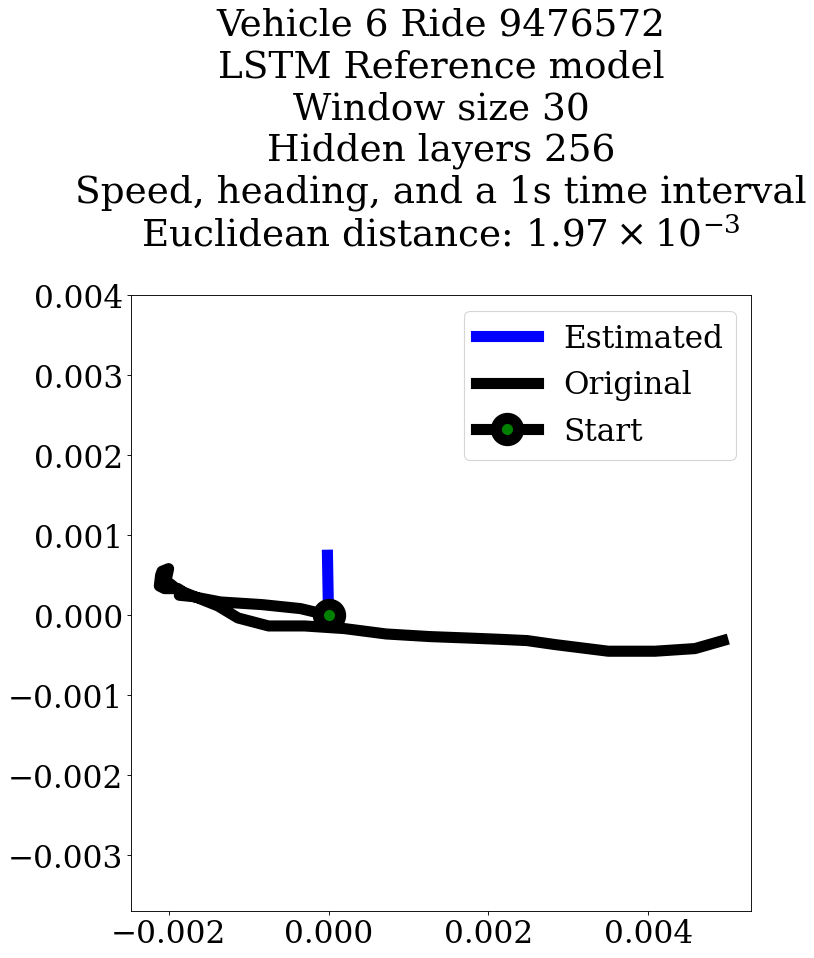 Vehicle 6 Ride 9476572
LSTM Reference model
Window size 30
Hidden layers 256
Speed, heading, and a 1s time interval
Euclidean distance: 1.97 × 10⁻³
0.004
0.003
0.002
0.001
0.000
−0.001
−0.002
−0.003
Estimated
Original
Start
−0.002
0.000
0.002
0.004